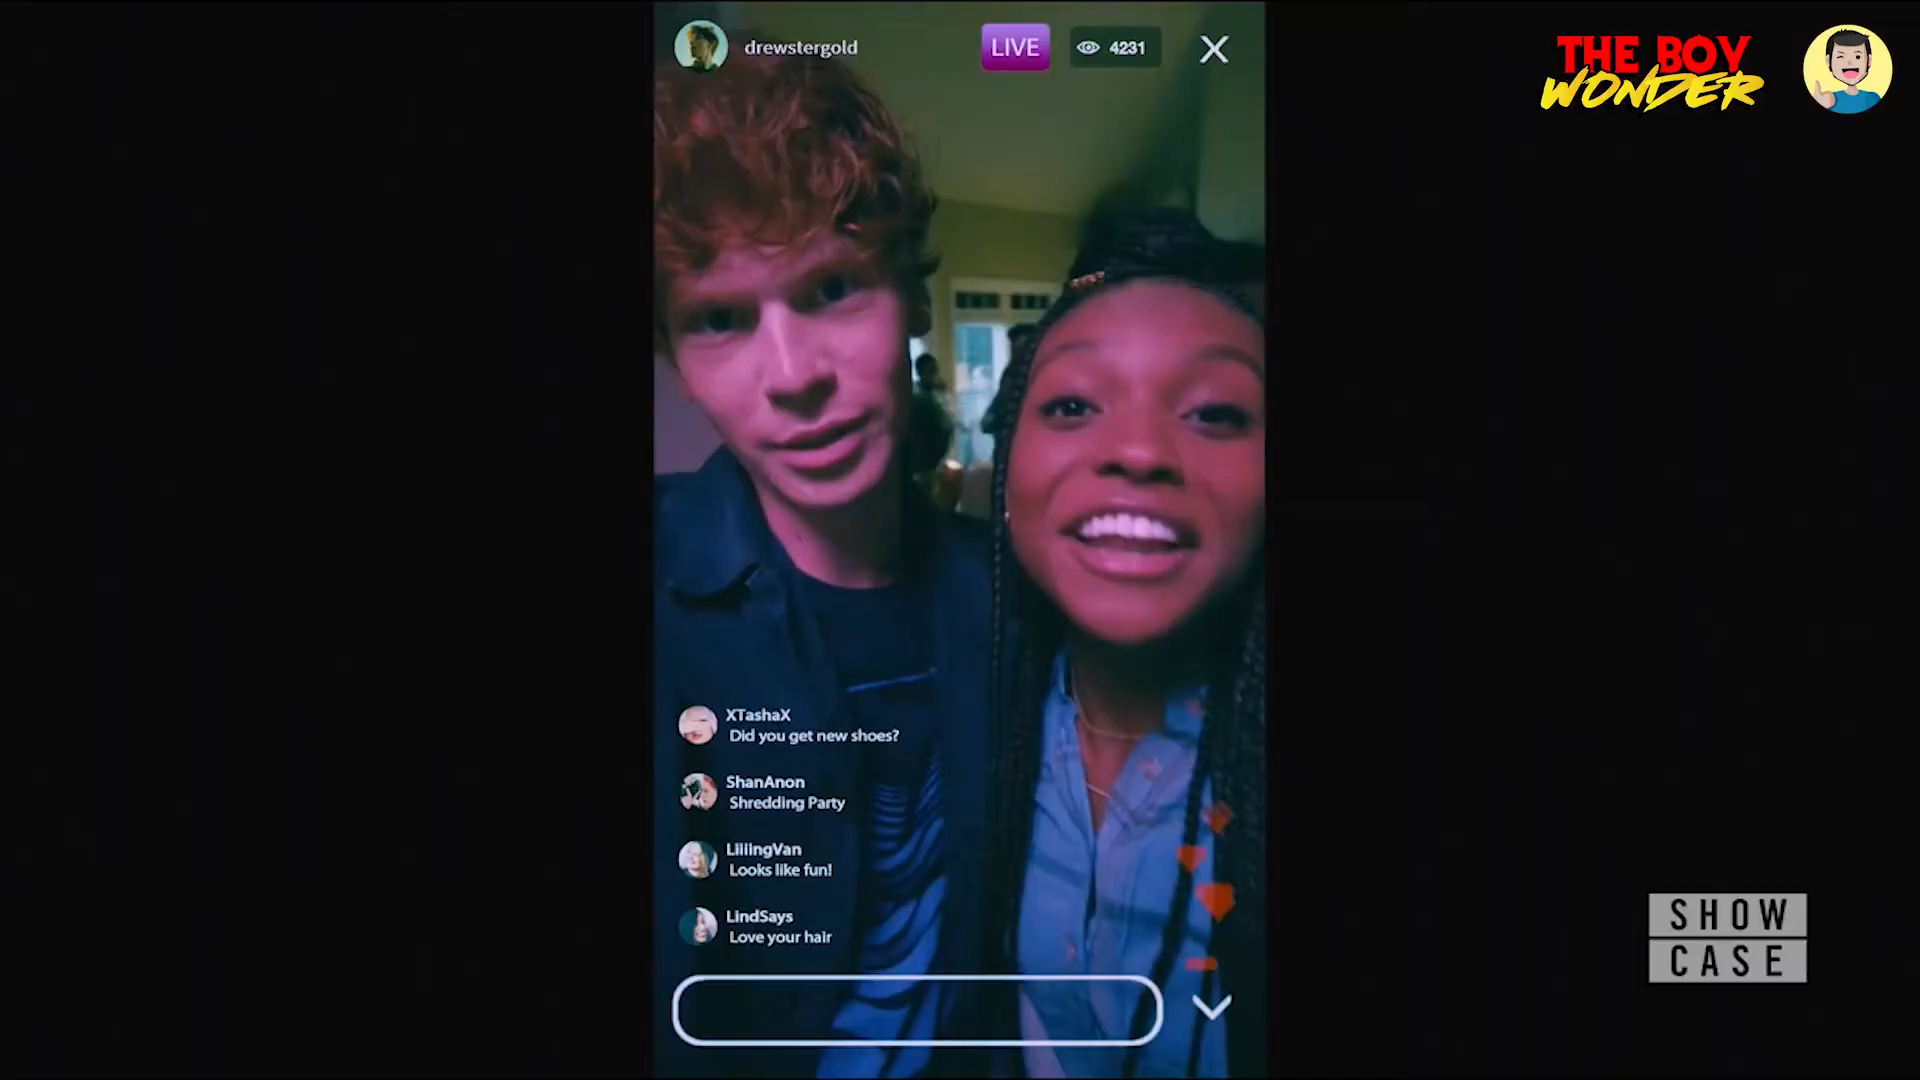 drewstergold
LIVE
4231
THE BOY
WONDER
XTashaX
Did you get new shoes?
ShanAnon
Shredding Party
LiliingVan
Looks like fun!
LindSays
Love your hair
SHOW
CASE